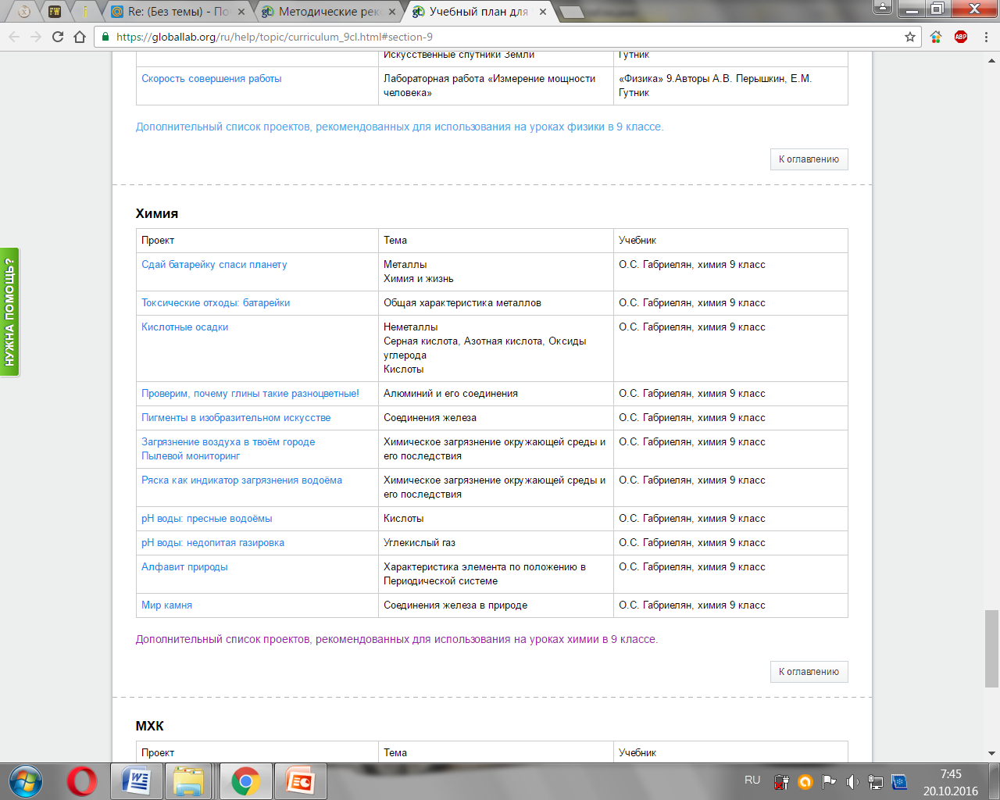 Re: (Без темы) - По
Методические рек
Учебный план для
https://globallab.org/ru/help/topic/curriculum_9cl.html#section-9
ABP
Искусственные спутники Земли
Гутник
Скорость совершения работы
Лабораторная работа «Измерение мощности
человека»
«Физика» 9.Авторы А.В. Перышкин, Е.М.
Гутник
Дополнительный список проектов, рекомендованных для использования на уроках физики в 9 классе.
К оглавлению
НУЖНА ПОМОЩЬ?
Химия
Проект
Тема
Учебник
Сдай батарейку спаси планету
Металлы
Химия и жизнь
О.С. Габриелян, химия 9 класс
Токсические отходы: батарейки
Общая характеристика металлов
О.С. Габриелян, химия 9 класс
Кислотные осадки
Неметаллы
Серная кислота, Азотная кислота, Оксиды
углерода
Кислоты
О.С. Габриелян, химия 9 класс
Проверим, почему глины такие разноцветные!
Алюминий и его соединения
О.С. Габриелян, химия 9 класс
Пигменты в изобразительном искусстве
Соединения железа
О.С. Габриелян, химия 9 класс
Загрязнение воздуха в твоём городе
Пылевой мониторинг
Химическое загрязнение окружающей среды и
его последствия
О.С. Габриелян, химия 9 класс
Ряска как индикатор загрязнения водоёма
Химическое загрязнение окружающей среды и
его последствия
О.С. Габриелян, химия 9 класс
pH воды: пресные водоёмы
Кислоты
О.С. Габриелян, химия 9 класс
pH воды: недопитая газировка
Углекислый газ
О.С. Габриелян, химия 9 класс
Алфавит природы
Характеристика элемента по положению в
Периодической системе
О.С. Габриелян, химия 9 класс
Мир камня
Соединения железа в природе
О.С. Габриелян, химия 9 класс
Дополнительный список проектов, рекомендованных для использования на уроках химии в 9 классе.
К оглавлению
МХК
Проект
Тема
Учебник
RU
7:45
20.10.2016